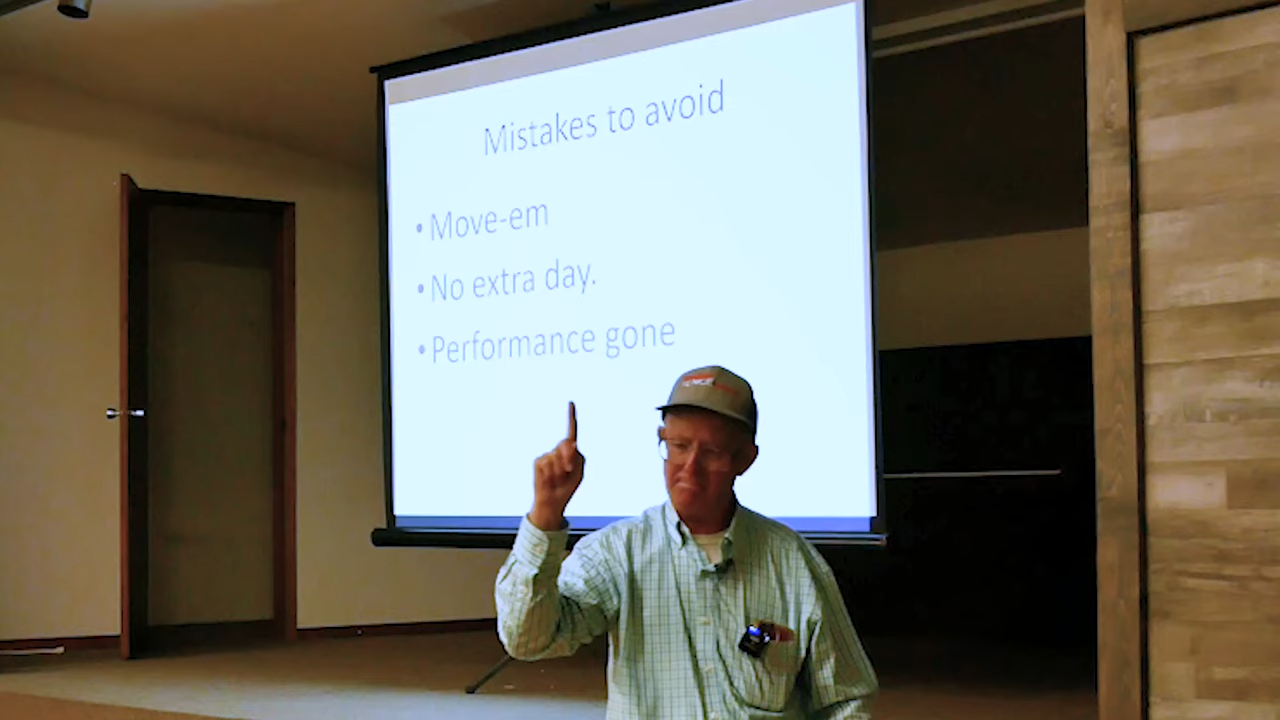 Mistakes to avoid
• Move-em
• No extra day.
• Performance gone